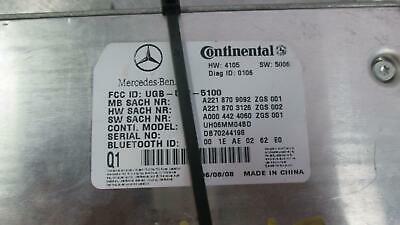 Continental
HW: 4105 SW: 5006
Diag ID: 0106
Mercedes-Benz
FCC ID: UGB-
-5100
MB SACH NR: A221 870 9092 ZGS 001
HW SACH NR: A221 870 3126 ZGS 002
SW SACH NR: A000 442 4060 ZGS 001
CONTI. MODEL: UH06MM04BD
SERIAL NO: DB70244198
BLUETOOTH ID: 00 1E AE 02 62 E0
Q1
06/08/08 MADE IN CHINA